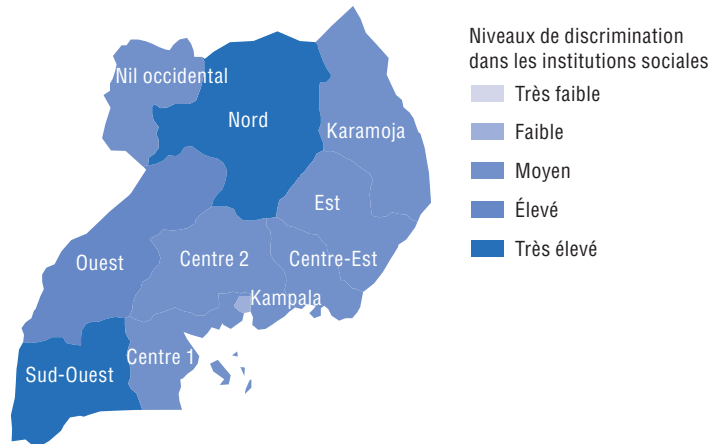 Niveaux de discrimination
dans les institutions sociales
Très faible
Faible
Moyen
Élevé
Très élevé
Nil occidental
Nord
Karamoja
Est
Ouest
Centre 2
Centre-Est
Kampala
Centre 1
Sud-Ouest